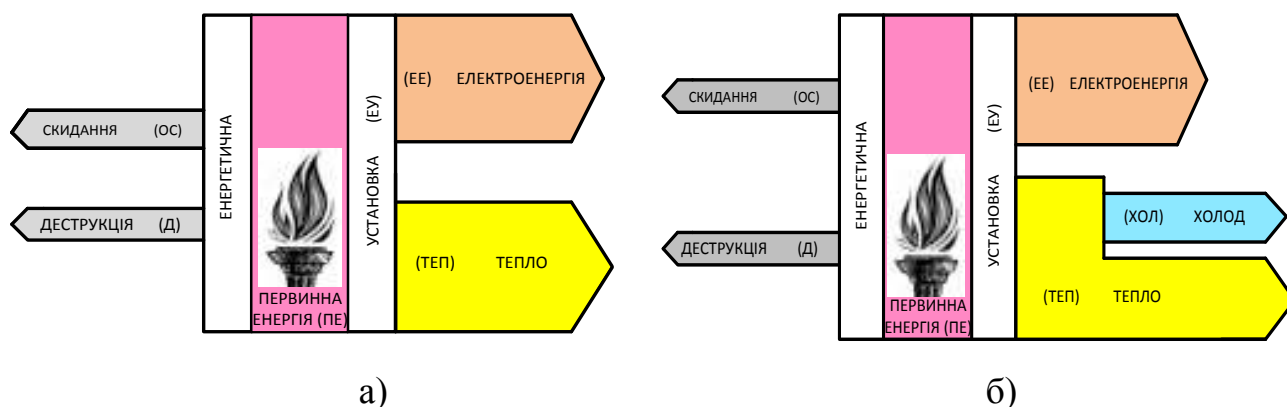 (ЕЕ) ЕЛЕКТРОЕНЕРГІЯ
СКИДАННЯ (ОС)
ДЕСТРУКЦІЯ (Д)
ЕНЕРГЕТИЧНА
УСТАНОВКА (ЕУ)
(ТЕП) ТЕПЛО
ПЕРВИННА
ЕНЕРГІЯ (ПЕ)
а)
(ЕЕ) ЕЛЕКТРОЕНЕРГІЯ
СКИДАННЯ (ОС)
ДЕСТРУКЦІЯ (Д)
ЕНЕРГЕТИЧНА
УСТАНОВКА (ЕУ)
(ХОЛ) ХОЛОД
(ТЕП) ТЕПЛО
ПЕРВИННА
ЕНЕРГІЯ (ПЕ)
б)